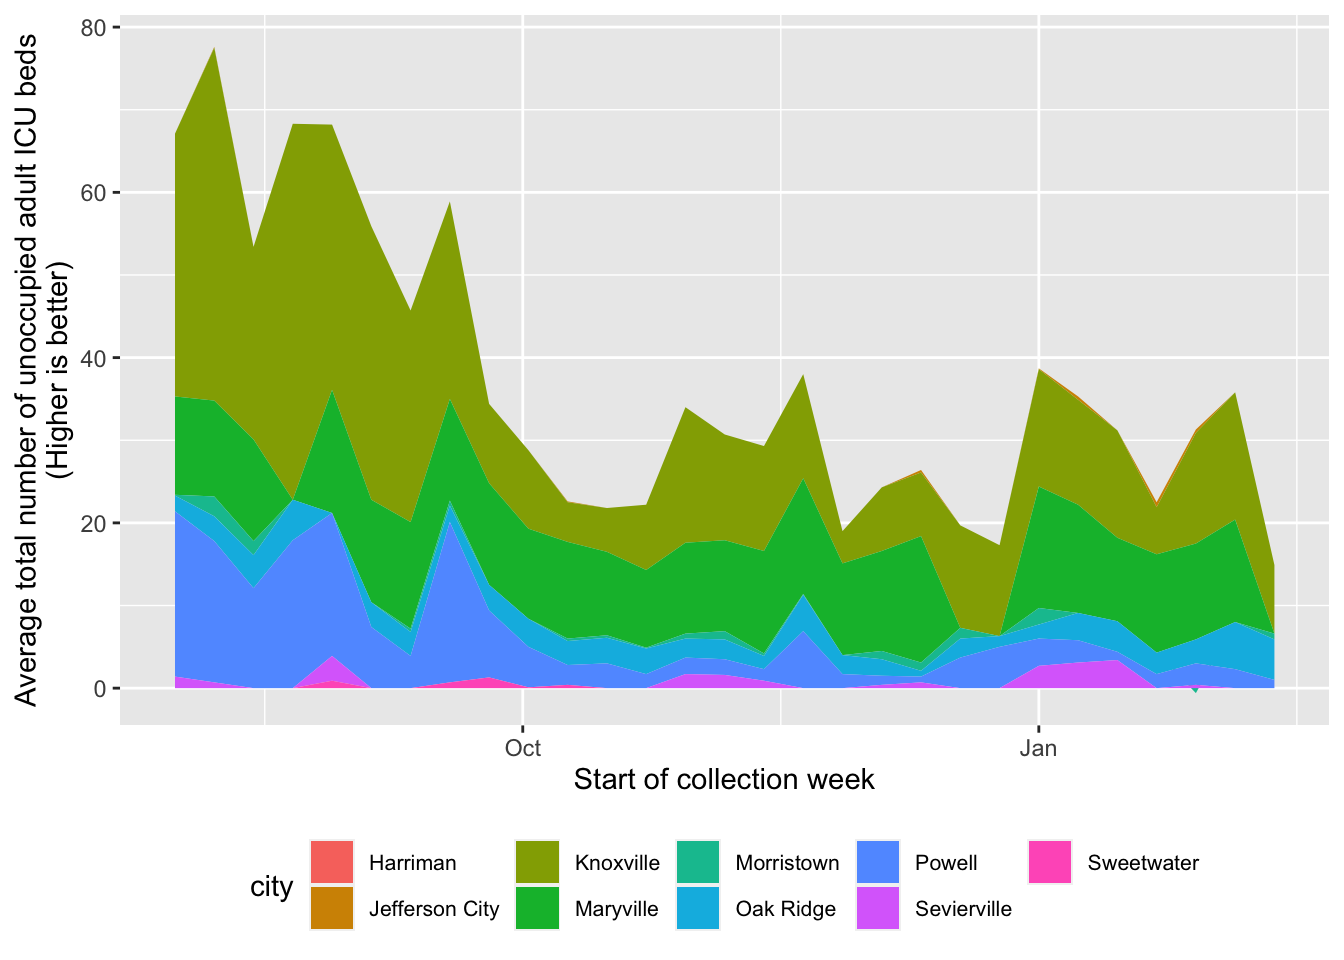 Average total number of unoccupied adult ICU beds
(Higher is better)
80
60
40
20
0
Oct
Jan
Start of collection week
city
Harriman
Knoxville
Morristown
Powell
Sweetwater
Jefferson City
Maryville
Oak Ridge
Sevierville